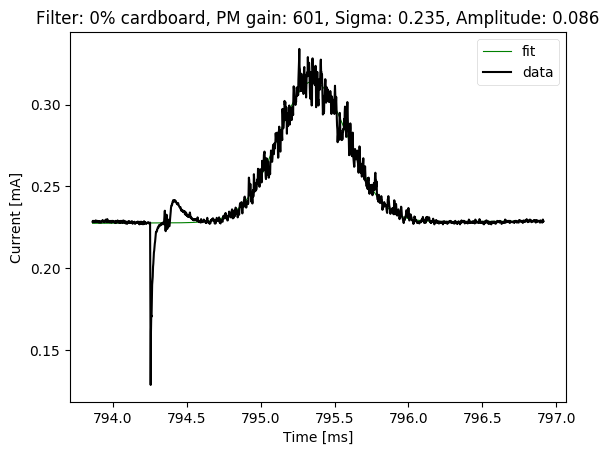 Filter: 0% cardboard, PM gain: 601, Sigma: 0.235, Amplitude: 0.086
fit
data
0.30
0.25
0.20
0.15
Current [mA]
794.0 794.5 795.0 795.5 796.0 796.5 797.0
Time [ms]